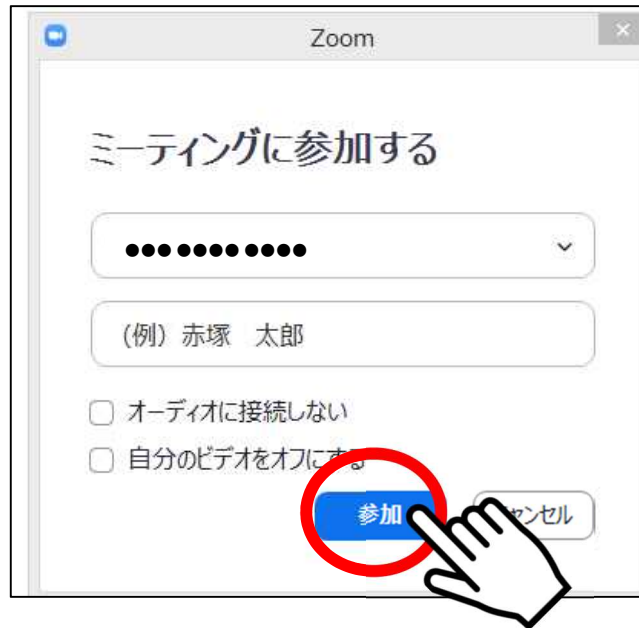 Zoom
ミーティングに参加する
●●●●●●●●●●●
（例）赤塚　太郎
オーディオに接続しない
自分のビデオをオフにする
参加
ャンセル